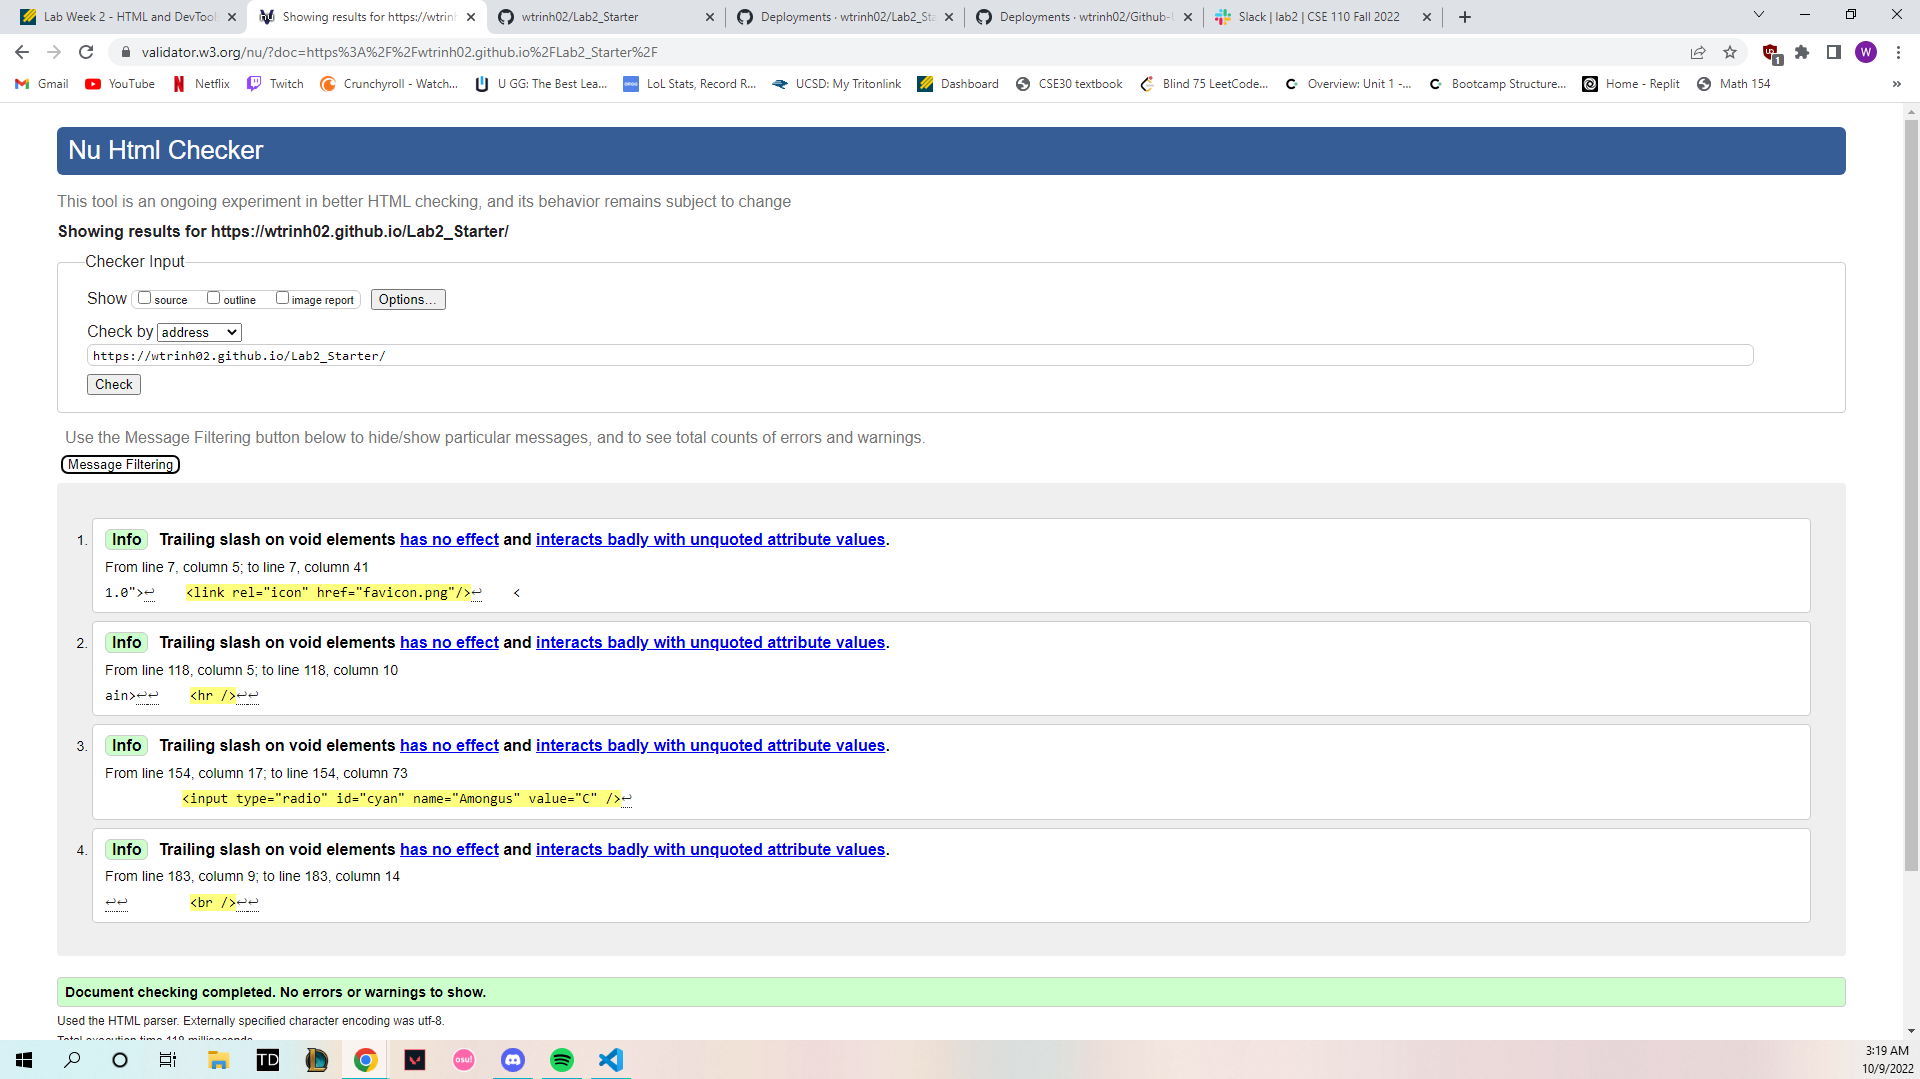 Lab Week 2 - HTML and DevTool
Showing results for https://wtrinh
wtrinh02/Lab2_Starter
Deployments · wtrinh02/Lab2_Sta
Deployments · wtrinh02/Github-
Slack | lab2 | CSE 110 Fall 2022
validator.w3.org/nu/?doc=https%3A%2F%2Fwtrinh02.github.io%2FLab2_Starter%2F
1
W
Gmail
YouTube
Netflix
Twitch
Crunchyroll - Watch...
U GG: The Best Lea...
LoL Stats, Record R...
UCSD: My Tritonlink
Dashboard
CSE30 textbook
Blind 75 LeetCode...
Overview: Unit 1 -...
Bootcamp Structure...
Home - Replit
Math 154
»
Nu Html Checker
This tool is an ongoing experiment in better HTML checking, and its behavior remains subject to change
Showing results for https://wtrinh02.github.io/Lab2_Starter/
Checker Input
Show source outline image report Options...
Check by address
https://wtrinh02.github.io/Lab2_Starter/
Check
Use the Message Filtering button below to hide/show particular messages, and to see total counts of errors and warnings.
Message Filtering
1. Info Trailing slash on void elements has no effect and interacts badly with unquoted attribute values.
From line 7, column 5; to line 7, column 41
1.0">↩ <link rel="icon" href="favicon.png"/>↩ <
2. Info Trailing slash on void elements has no effect and interacts badly with unquoted attribute values.
From line 118, column 5; to line 118, column 10
ain>↩↩ <hr />↩↩
3. Info Trailing slash on void elements has no effect and interacts badly with unquoted attribute values.
From line 154, column 17; to line 154, column 73
<input type="radio" id="cyan" name="Amongus" value="C" />↩
4. Info Trailing slash on void elements has no effect and interacts badly with unquoted attribute values.
From line 183, column 9; to line 183, column 14
↩↩ <br />↩↩
Document checking completed. No errors or warnings to show.
Used the HTML parser. Externally specified character encoding was utf-8.
Total execution time 118 milliseconds.
TD
osu!
3:19 AM
10/9/2022